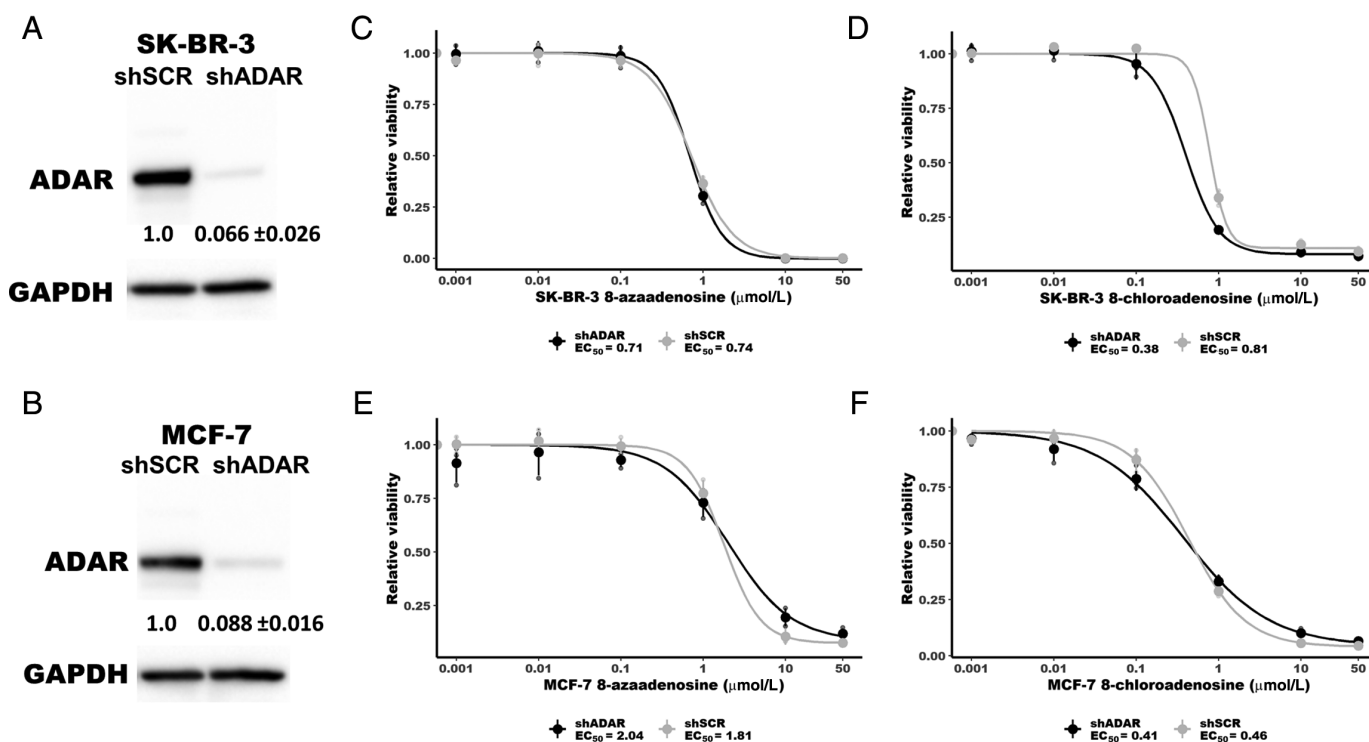 A
SK-BR-3
shSCR shADAR
ADAR
1.0 0.066 ±0.026
GAPDH
B
MCF-7
shSCR shADAR
ADAR
1.0 0.088 ±0.016
GAPDH
C
Relative viability
1.00
0.75
0.50
0.25
0.00
0.001 0.01 0.1 1 10 50
SK-BR-3 8-azaadenosine (μmol/L)
shADAR shSCR
EC50 = 0.71 EC50 = 0.74
D
Relative viability
1.00
0.75
0.50
0.25
0.001 0.01 0.1 1 10 50
SK-BR-3 8-chloroadenosine (μmol/L)
shADAR shSCR
EC50 = 0.38 EC50 = 0.81
E
Relative viability
1.00
0.75
0.50
0.25
0.001 0.01 0.1 1 10 50
MCF-7 8-azaadenosine (μmol/L)
shADAR shSCR
EC50 = 2.04 EC50 = 1.81
F
Relative viability
1.00
0.75
0.50
0.25
0.00
0.001 0.01 0.1 1 10 50
MCF-7 8-chloroadenosine (μmol/L)
shADAR shSCR
EC50 = 0.41 EC50 = 0.46